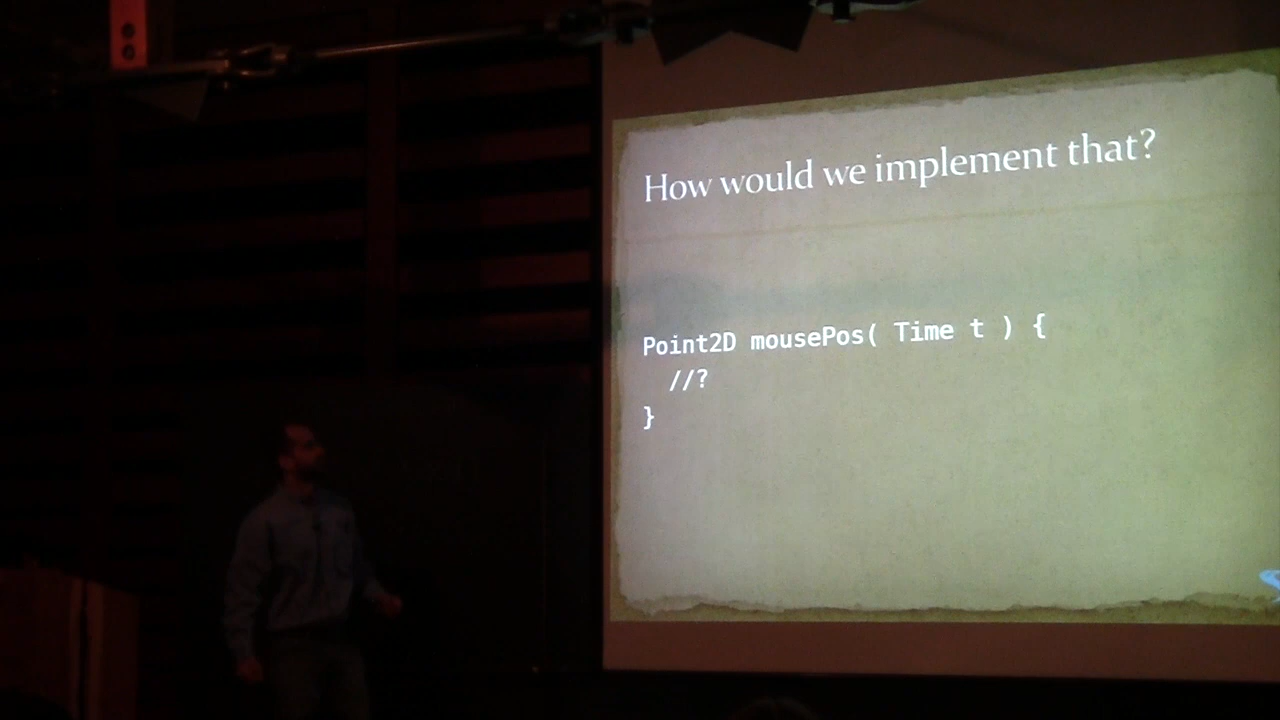 How would we implement that?
Point2D mousePos( Time t ) {
//?
}